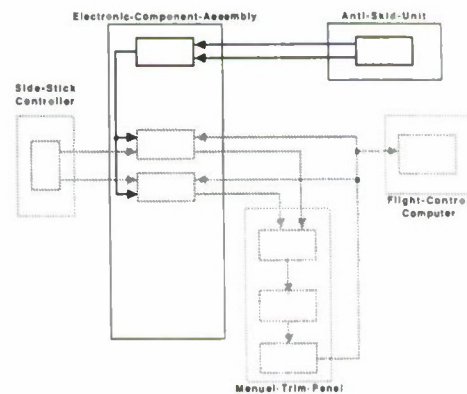 Electronic-Component-Assembly
Anti-Skid-Unit
Side-Stick
Controller
Flight-Control
Computer
Manual-Trim-Panel